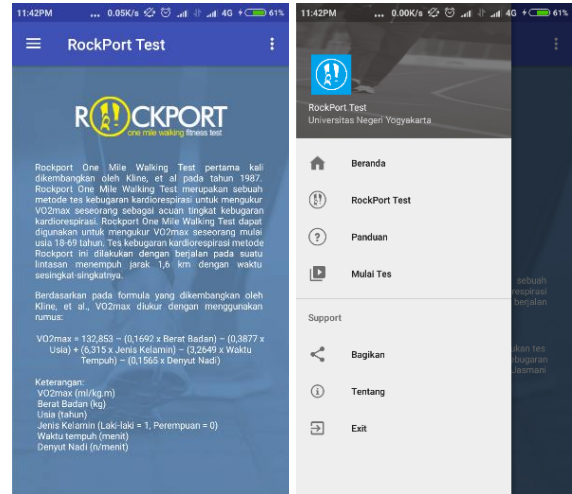 11:42PM ... 0.05K/s 4G 61%
RockPort Test
R CKPORT
one mile walking fitness test
Rockport One Mile Walking Test pertama kali
dikembangkan oleh Kline, et al pada tahun 1987.
Rockport One Mile Walking Test merupakan sebuah
metode tes kebugaran kardiorespirasi untuk mengukur
VO2max seseorang sebagai acuan tingkat kebugaran
kardiorespirasi. Rockport One Mile Walking Test dapat
digunakan untuk mengukur VO2max seseorang mulai
usia 18-69 tahun. Tes kebugaran kardiorespirasi metode
Rockport ini dilakukan dengan berjalan pada suatu
lintasan menempuh jarak 1,6 km dengan waktu
sesingkat-singkatnya.
Berdasarkan pada formula yang dikembangkan oleh
Kline, et al., VO2max diukur dengan menggunakan
rumus:
VO2max = 132,853 – (0,1692 x Berat Badan) – (0,3877 x
Usia) + (6,315 x Jenis Kelamin) – (3,2649 x Waktu
Tempuh) – (0,1565 x Denyut Nadi)
Keterangan:
VO2max (ml/kg.m)
Berat Badan (kg)
Usia (tahun)
Jenis Kelamin (Laki-laki = 1, Perempuan = 0)
Waktu tempuh (menit)
Denyut Nadi (n/menit)
11:42PM ... 0.00K/s 4G 61%
RockPort Test
Universitas Negeri Yogyakarta
Beranda
RockPort Test
Panduan
Mulai Tes
Support
Bagikan
Tentang
Exit
sebuah
respirasi
berjalan
ukan tes
ebugaran
Jasmani